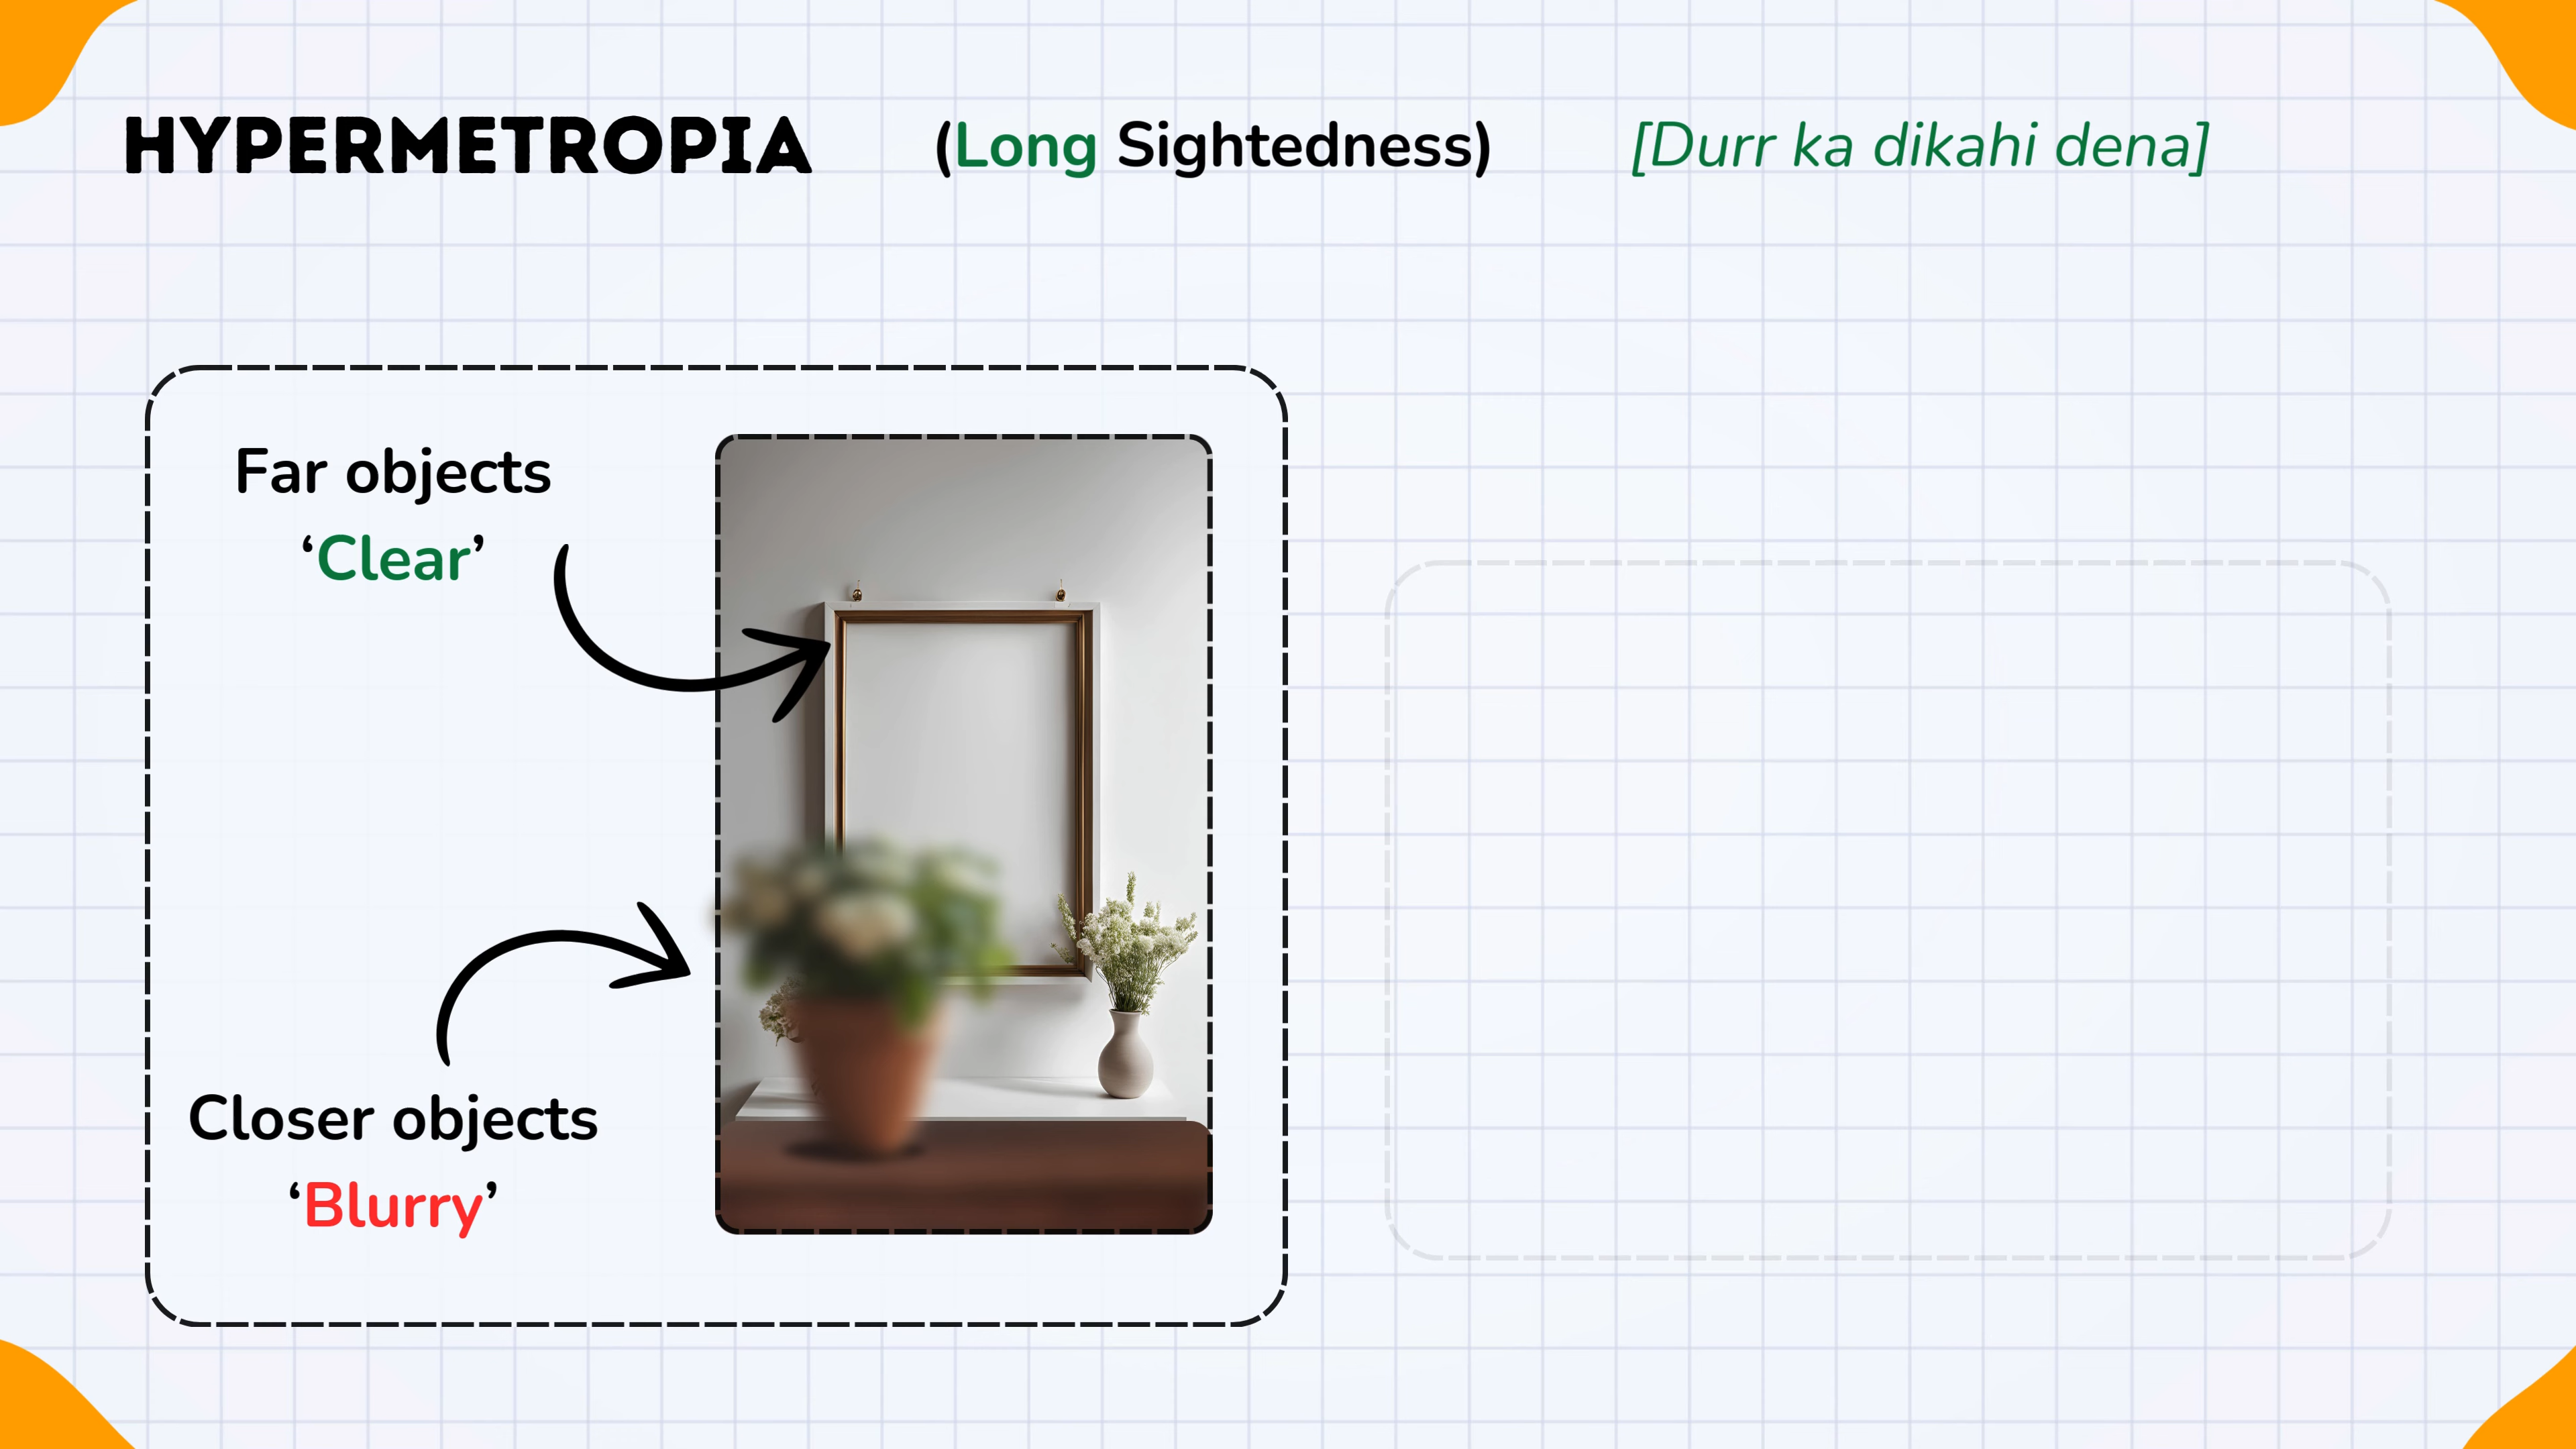 HYPERMETROPIA (Long Sightedness) [Durr ka dikahi dena]
Far objects
‘Clear’
Closer objects
‘Blurry’